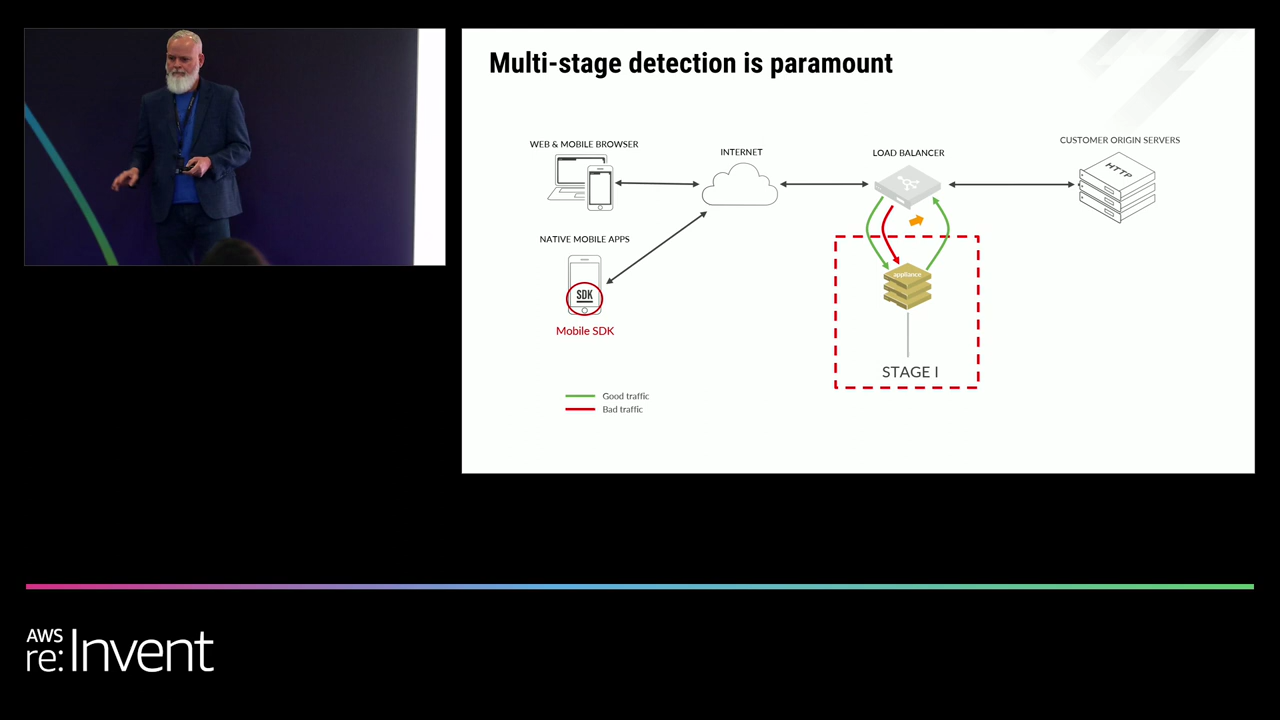 Multi-stage detection is paramount
WEB & MOBILE BROWSER
INTERNET
LOAD BALANCER
CUSTOMER ORIGIN SERVERS
HTTP
NATIVE MOBILE APPS
SDK
Mobile SDK
appliance
STAGE I
Good traffic
Bad traffic
AWS
re:Invent